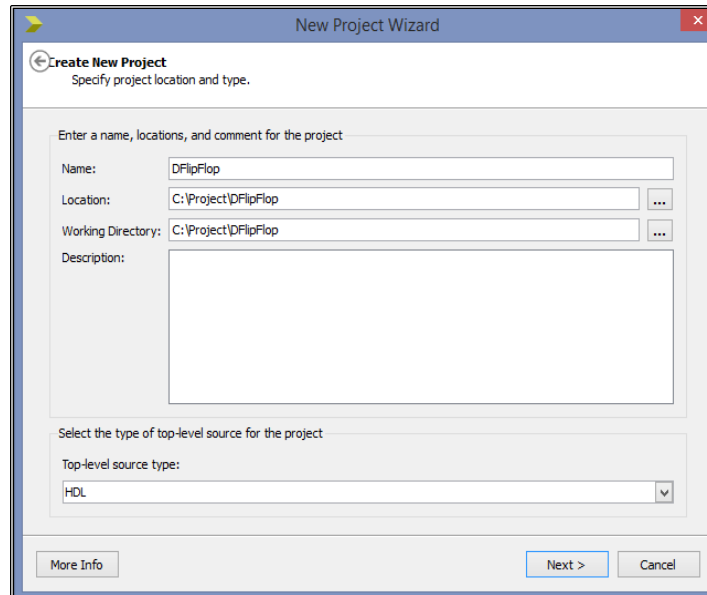 New Project Wizard
Create New Project
Specify project location and type.
Enter a name, locations, and comment for the project
Name: DFlipFlop
Location: C:\Project\DFlipFlop ...
Working Directory: C:\Project\DFlipFlop ...
Description:
Select the type of top-level source for the project
Top-level source type:
HDL
More Info Next > Cancel